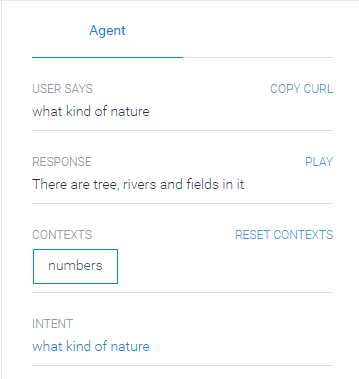 Agent
USER SAYS COPY CURL
what kind of nature
RESPONSE PLAY
There are tree, rivers and fields in it
CONTEXTS RESET CONTEXTS
numbers
INTENT
what kind of nature